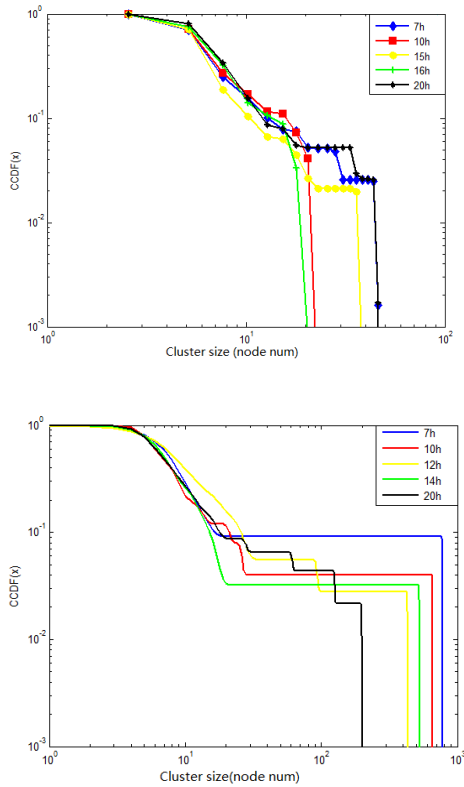 10^0
10^-1
10^-2
10^-3
CCDF(x)
7h
10h
15h
16h
20h
10^0
10^1
10^2
Cluster size (node num)
10^0
10^-1
10^-2
10^-3
CCDF(x)
7h
10h
12h
14h
20h
10^0
10^1
10^2
10^3
Cluster size(node num)